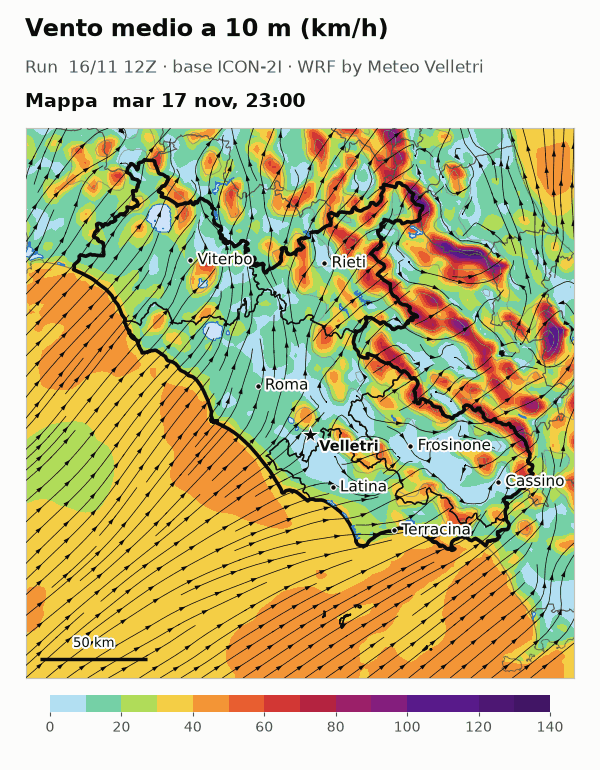 Vento medio a 10 m (km/h)
Run 16/11 12Z · base ICON-2I · WRF by Meteo Velletri
Mappa mar 17 nov, 23:00
Viterbo
Rieti
Roma
Velletri
Frosinone
Latina
Cassino
Terracina
50 km
0 20 40 60 80 100 120 140